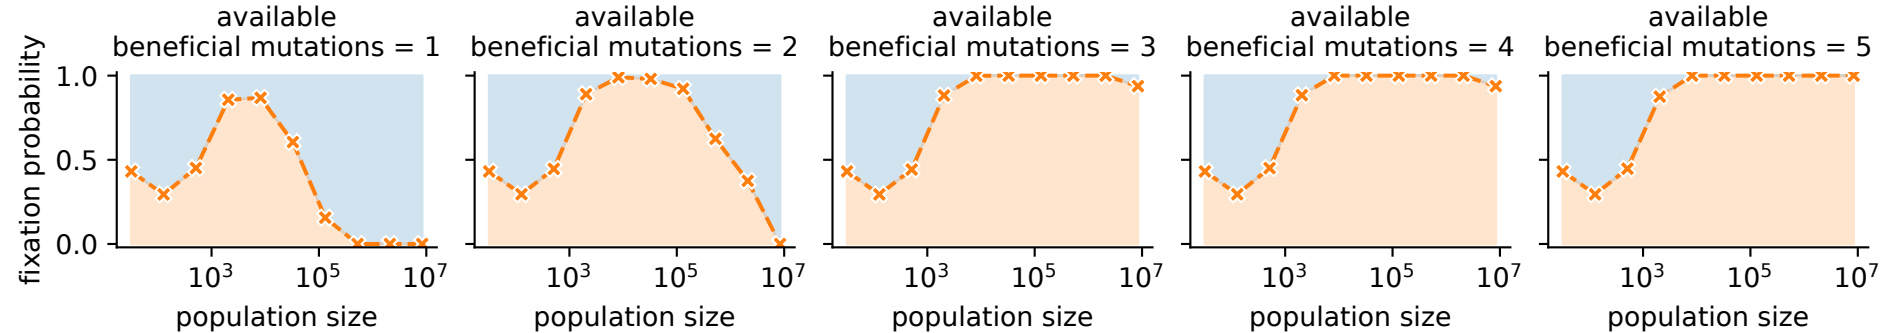 available
beneficial mutations = 1
available
beneficial mutations = 2
available
beneficial mutations = 3
available
beneficial mutations = 4
available
beneficial mutations = 5
fixation probability
1.0
0.5
0.0
10³ 10⁵ 10⁷
10³ 10⁵ 10⁷
10³ 10⁵ 10⁷
10³ 10⁵ 10⁷
10³ 10⁵ 10⁷
population size
population size
population size
population size
population size